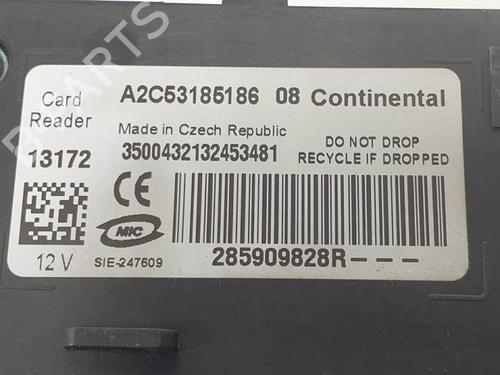 Card Reader
A2C53185186 08 Continental
Made in Czech Republic
13172
3500432132453481
DO NOT DROP
RECYCLE IF DROPPED
CE
MIC
12 V
SIE-247609
285909828R---